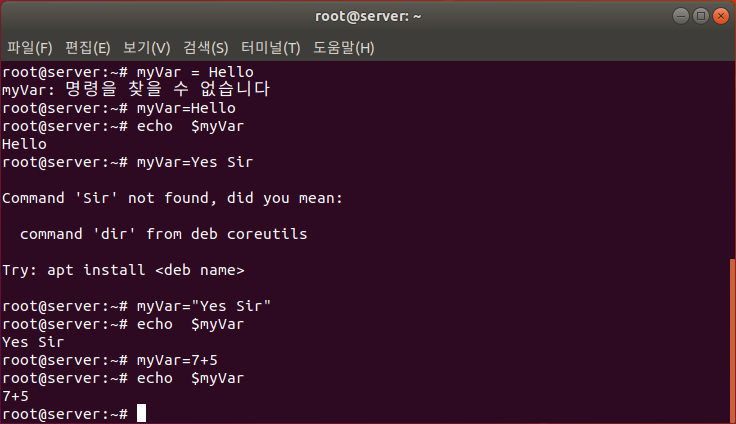 root@server: ~
파일(F) 편집(E) 보기(V) 검색(S) 터미널(T) 도움말(H)
root@server:~# myVar = Hello
myVar: 명령을 찾을 수 없습니다
root@server:~# myVar=Hello
root@server:~# echo  $myVar
Hello
root@server:~# myVar=Yes Sir
Command 'Sir' not found, did you mean:
  command 'dir' from deb coreutils
Try: apt install <deb name>
root@server:~# myVar="Yes Sir"
root@server:~# echo  $myVar
Yes Sir
root@server:~# myVar=7+5
root@server:~# echo  $myVar
7+5
root@server:~#